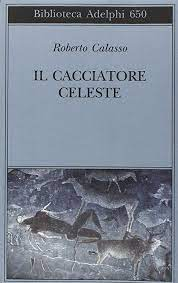 Biblioteca Adelphi 650
Roberto Calasso
IL CACCIATORE
CELESTE